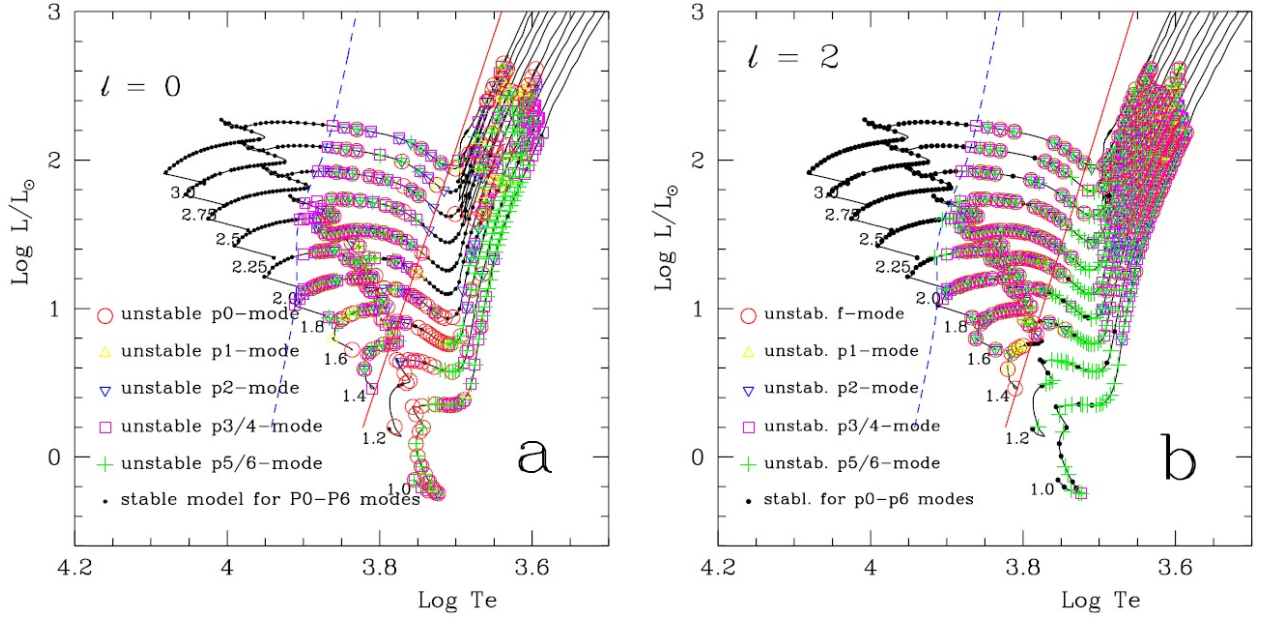 3
2
1
0
Log L/L⊙
ℓ = 0
3.0
2.75
2.5
2.25
2.0
1.8
1.6
1.4
1.2
1.0
unstable p0-mode
unstable p1-mode
unstable p2-mode
unstable p3/4-mode
unstable p5/6-mode
stable model for P0-P6 modes
a
4.2
4
3.8
3.6
Log Te
3
2
1
0
Log L/L⊙
ℓ = 2
3.0
2.75
2.5
2.25
2.0
1.8
1.6
1.4
1.2
1.0
unstab. f-mode
unstab. p1-mode
unstab. p2-mode
unstab. p3/4-mode
unstab. p5/6-mode
stabl. for p0-p6 modes
b
4.2
4
3.8
3.6
Log Te